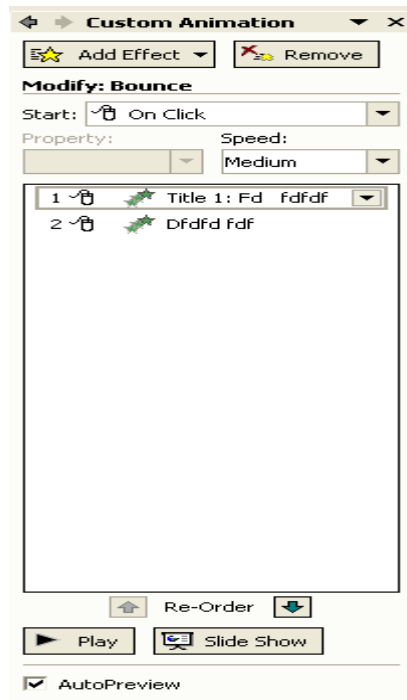 Custom Animation
Add Effect Remove
Modify: Bounce
Start: On Click
Property: Speed:
Medium
1 Title 1: Fd fdfdf
2 Dfdfd fdf
Re-Order
Play Slide Show
AutoPreview